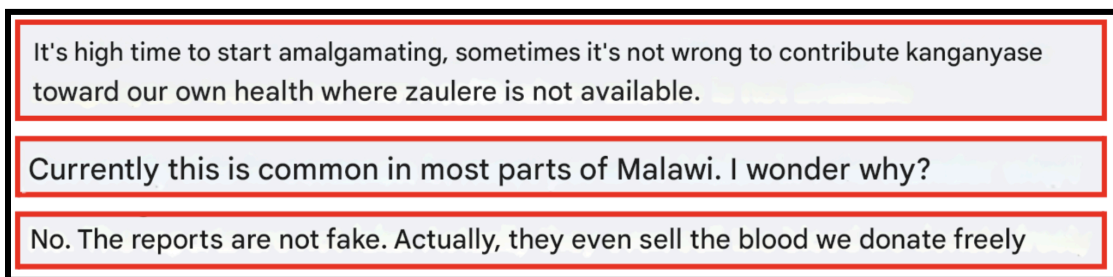 It's high time to start amalgamating, sometimes it's not wrong to contribute kanganyase
toward our own health where zaulere is not available.
Currently this is common in most parts of Malawi. I wonder why?
No. The reports are not fake. Actually, they even sell the blood we donate freely